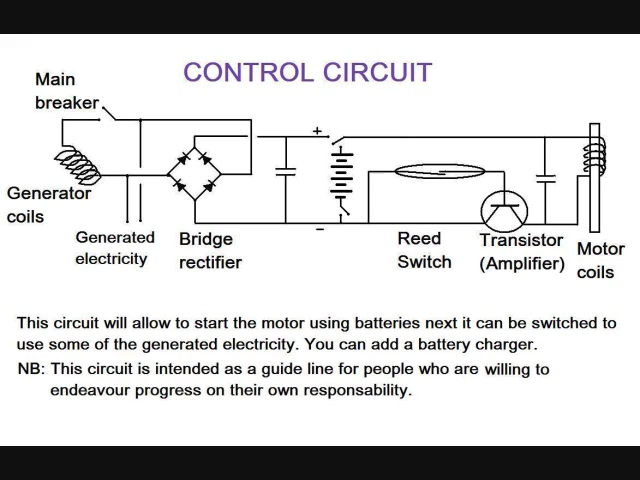 CONTROL CIRCUIT
Main
breaker
+
Generator
coils
Generated
electricity
Bridge
rectifier
−
Reed
Switch
Transistor
(Amplifier)
Motor
coils
This circuit will allow to start the motor using batteries next it can be switched to
use some of the generated electricity. You can add a battery charger.
NB: This circuit is intended as a guide line for people who are willing to
endeavour progress on their own responsability.